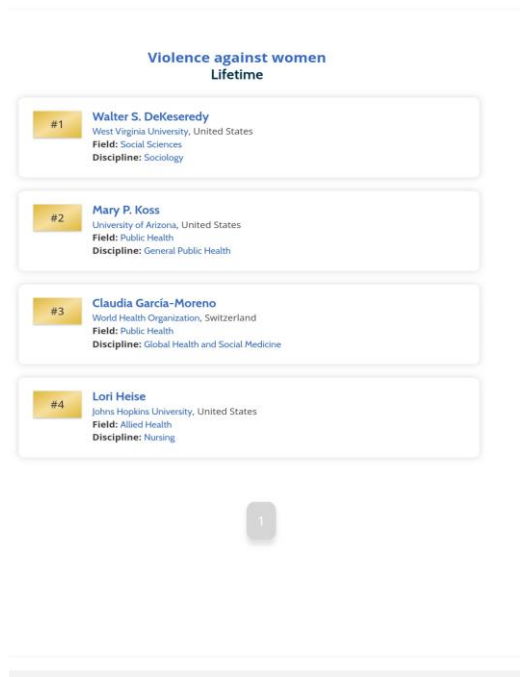 Violence against women
Lifetime
#1
Walter S. DeKeseredy
West Virginia University, United States
Field: Social Sciences
Discipline: Sociology
#2
Mary P. Koss
University of Arizona, United States
Field: Public Health
Discipline: General Public Health
#3
Claudia García-Moreno
World Health Organization, Switzerland
Field: Public Health
Discipline: Global Health and Social Medicine
#4
Lori Heise
Johns Hopkins University, United States
Field: Allied Health
Discipline: Nursing
1